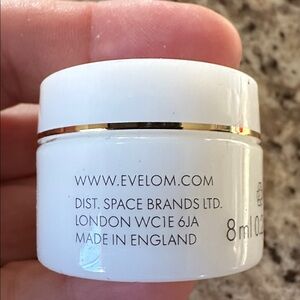 WWW.EVELOM.COM
DIST. SPACE BRANDS LTD.
LONDON WC1E 6JA
MADE IN ENGLAND
8 ml